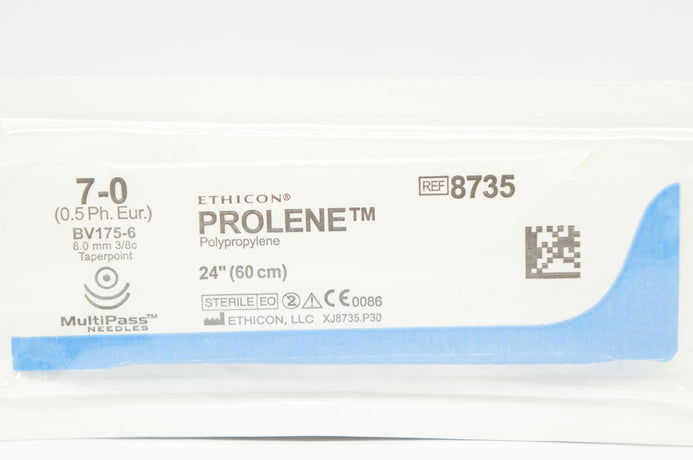 7-0
(0.5 Ph. Eur.)
BV175-6
8.0 mm 3/8c
Taperpoint
MultiPass™
NEEDLES
ETHICON®
PROLENE™
Polypropylene
24" (60 cm)
STERILE EO 2 CE 0086
ETHICON, LLC XJ8735.P30
REF 8735